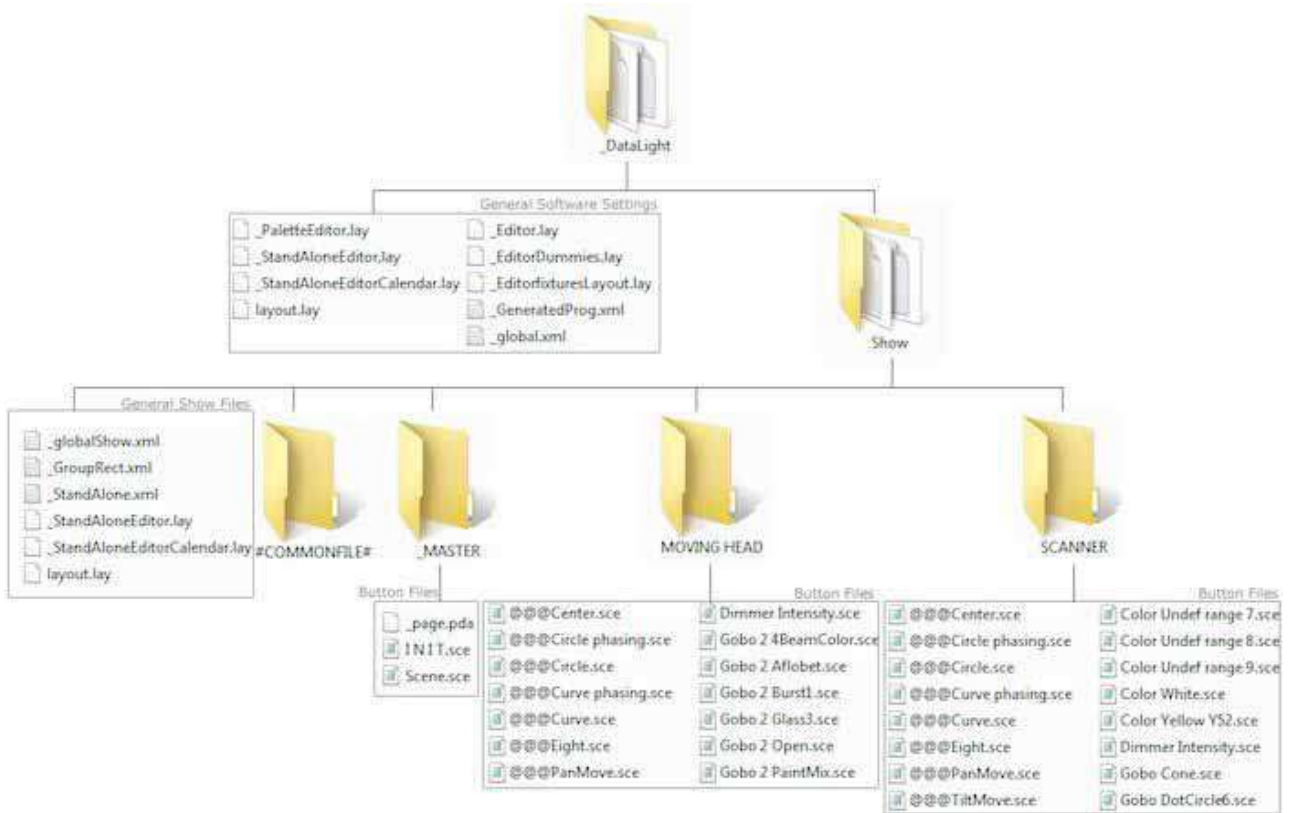 _DataLight
General Software Settings
_PaletteEditor.lay
_StandAloneEditor.lay
_StandAloneEditorCalendar.lay
layout.lay
_Editor.lay
_EditorDummies.lay
_EditorfixturesLayout.lay
_GeneratedProg.xml
_global.xml
Show
General Show Files
_globalShow.xml
_GroupRect.xml
_StandAlone.xml
_StandAloneEditor.lay
_StandAloneEditorCalendar.lay
layout.lay
#COMMONFILE#
_MASTER
MOVING HEAD
SCANNER
Button Files
_page.pda
I N I T.sce
Scene.sce
Button Files
@@@Center.sce
@@@Circle phasing.sce
@@@Circle.sce
@@@Curve phasing.sce
@@@Curve.sce
@@@Eight.sce
@@@PanMove.sce
Dimmer Intensity.sce
Gobo 2 4BeamColor.sce
Gobo 2 Aflobet.sce
Gobo 2 Burst1.sce
Gobo 2 Glass3.sce
Gobo 2 Open.sce
Gobo 2 PaintMix.sce
Button Files
@@@Center.sce
@@@Circle phasing.sce
@@@Circle.sce
@@@Curve phasing.sce
@@@Curve.sce
@@@Eight.sce
@@@PanMove.sce
@@@TiltMove.sce
Color Undef range 7.sce
Color Undef range 8.sce
Color Undef range 9.sce
Color White.sce
Color Yellow Y52.sce
Dimmer Intensity.sce
Gobo Cone.sce
Gobo DotCircle6.sce